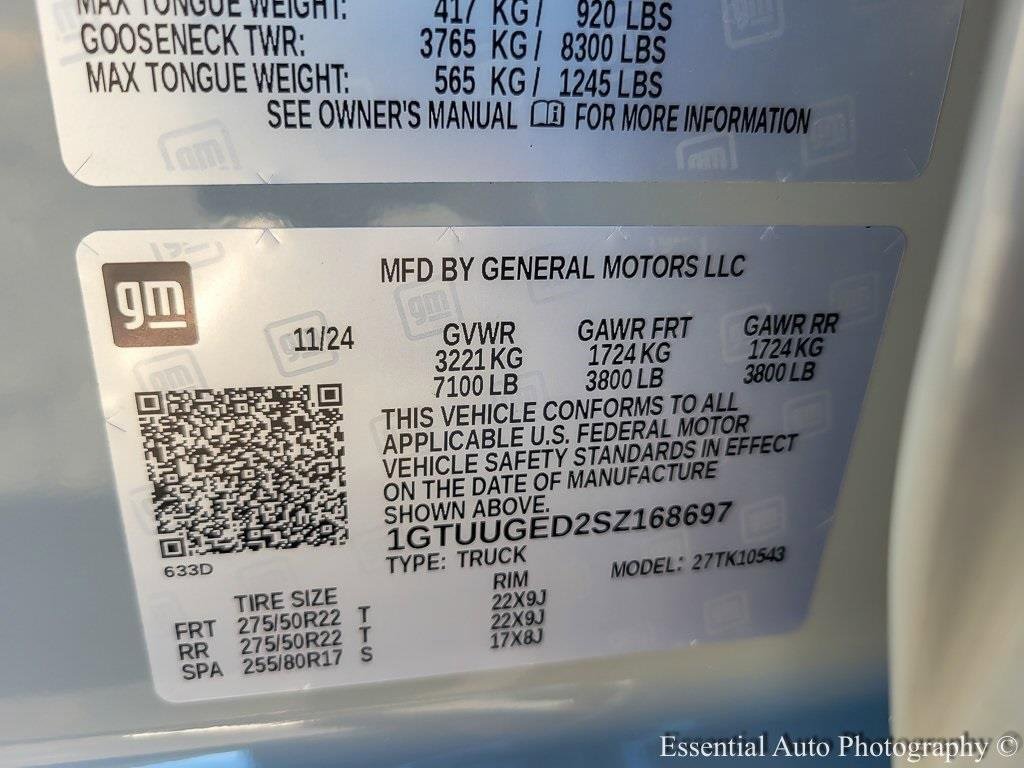 MAX TONGUE WEIGHT: 417 KG / 920 LBS
GOOSENECK TWR: 3765 KG / 8300 LBS
MAX TONGUE WEIGHT: 565 KG / 1245 LBS
SEE OWNER'S MANUAL FOR MORE INFORMATION
gm
MFD BY GENERAL MOTORS LLC
11/24 GVWR GAWR FRT GAWR RR
3221 KG 1724 KG 1724 KG
7100 LB 3800 LB 3800 LB
THIS VEHICLE CONFORMS TO ALL
APPLICABLE U.S. FEDERAL MOTOR
VEHICLE SAFETY STANDARDS IN EFFECT
ON THE DATE OF MANUFACTURE
SHOWN ABOVE.
1GTUUGED2SZ168697
TYPE: TRUCK MODEL: 27TK10543
633D
TIRE SIZE RIM
FRT 275/50R22 T 22X9J
RR 275/50R22 T 22X9J
SPA 255/80R17 S 17X8J
Essential Auto Photography ©